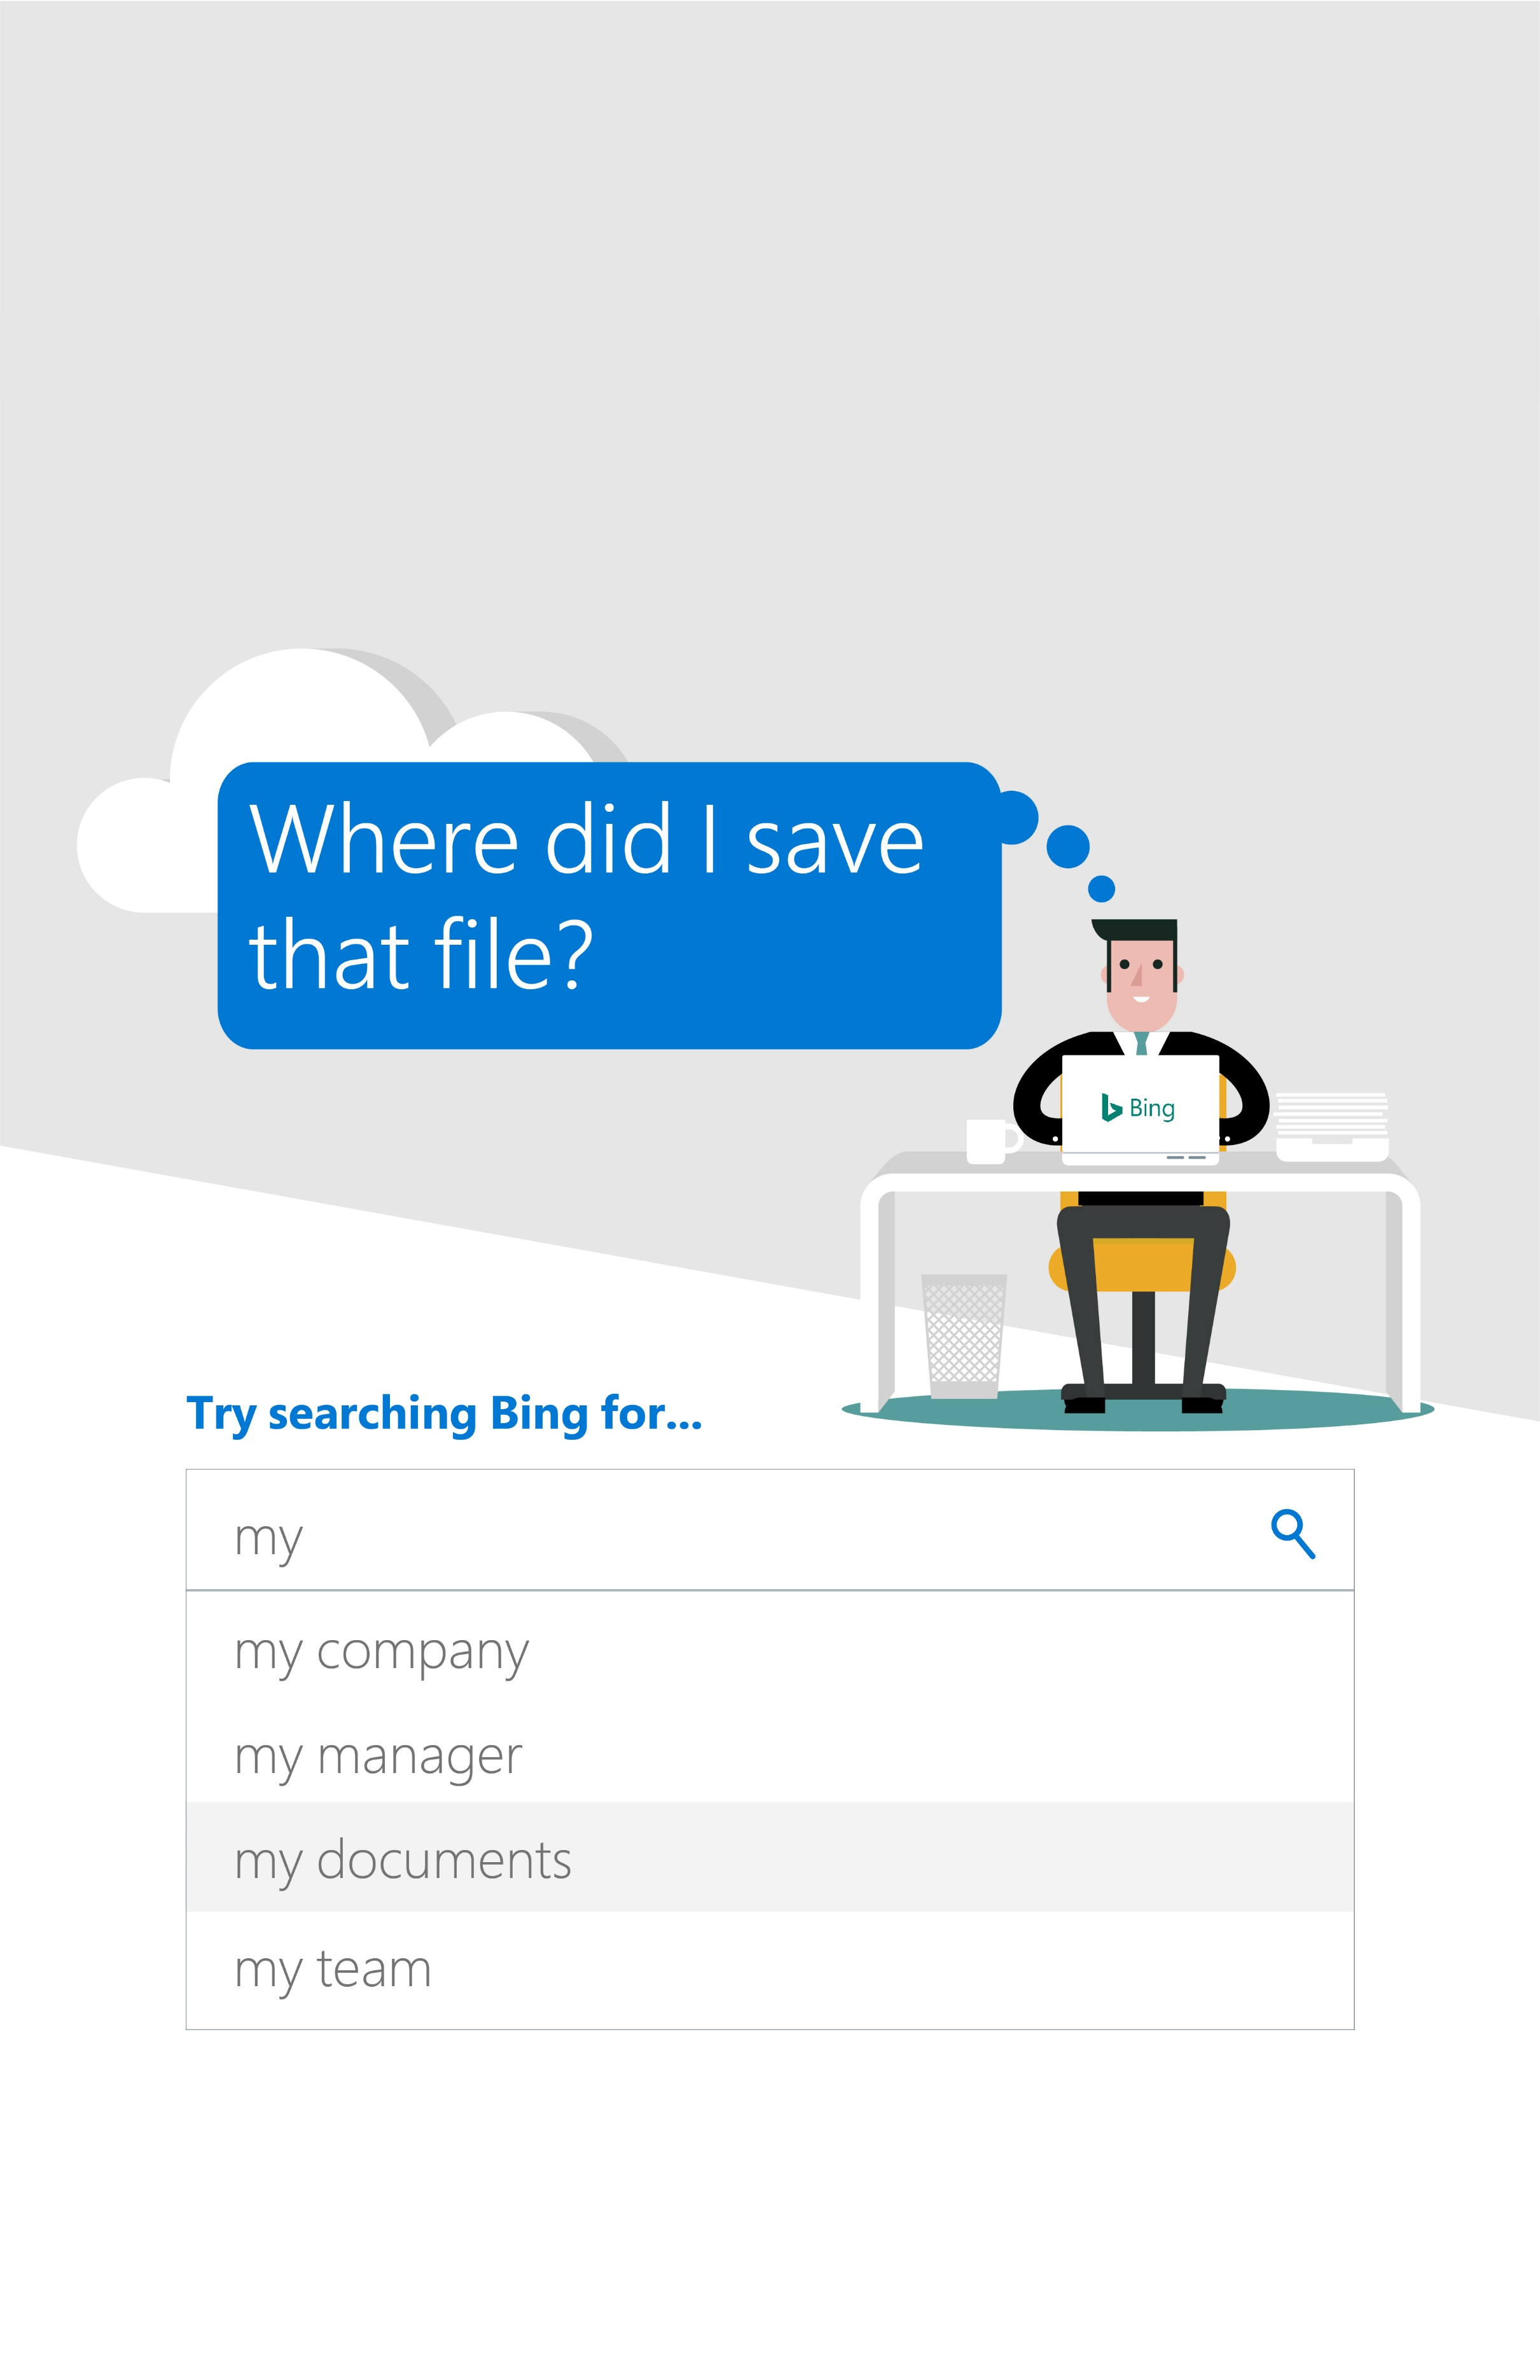 Where did I save
that file?
Bing
Try searching Bing for...
my
my company
my manager
my documents
my team